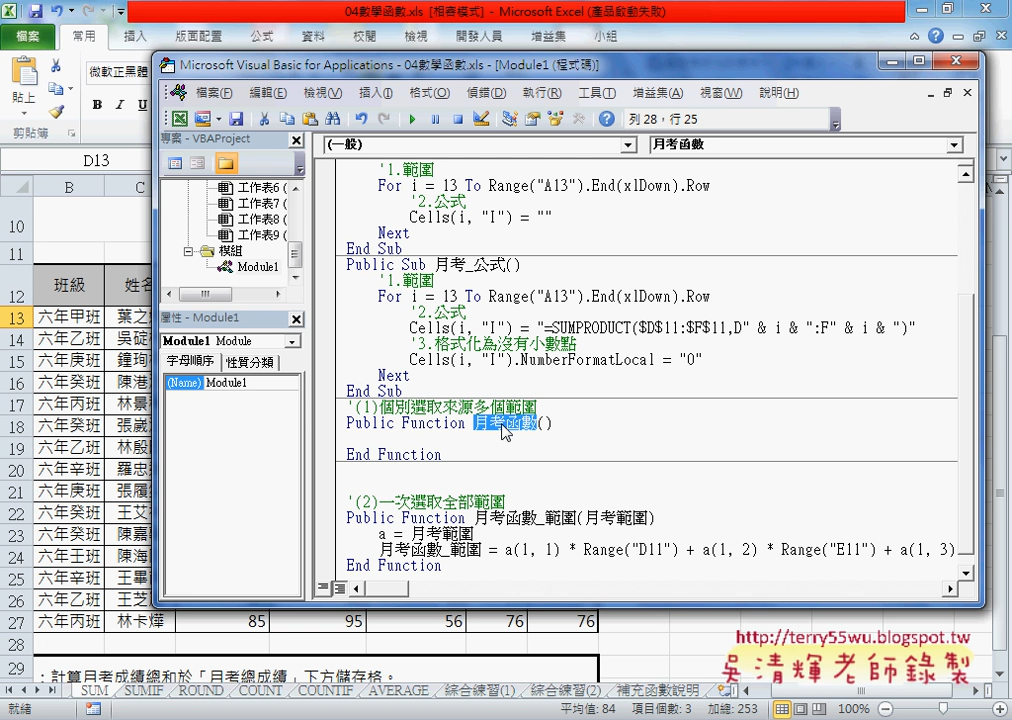 04數學函數.xls [相容模式] - Microsoft Excel (產品啟動失敗)
檔案 常用 插入 版面配置 公式 資料 校閱 檢視 開發人員 增益集 小組
貼上
剪貼簿
微軟正黑體
B I U
D13
B C
10
11
12 班級 姓名
13 六年甲班
14 六年乙班
15 六年庚班
16 六年癸班
17 六年丙班
18 六年癸班
19 六年乙班
20 六年辛班
21 六年庚班
22 六年癸班
23 六年癸班
24 六年壬班
25 六年辛班
26 六年乙班
27 六年丙班 林卡燁 85 95 56 76 76
28
29 ：計算月考成績總和於「月考總成績」下方儲存格。
Microsoft Visual Basic for Applications - 04數學函數.xls - [Module1 (程式碼)]
檔案(F) 編輯(E) 檢視(V) 插入(I) 格式(O) 偵錯(D) 執行(R) 工具(T) 增益集(A) 視窗(W) 說明(H)
列 28，行 25
專案 - VBAProject
工作表6 (
工作表7 (
工作表8 (
工作表9 (
模組
Module1
屬性 - Module1
Module1 Module
字母順序 性質分類
(Name) Module1
(一般) 月考函數
'1.範圍
For i = 13 To Range("A13").End(xlDown).Row
'2.公式
Cells(i, "I") = ""
Next
End Sub
Public Sub 月考_公式()
'1.範圍
For i = 13 To Range("A13").End(xlDown).Row
'2.公式
Cells(i, "I") = "=SUMPRODUCT($D$11:$F$11,D" & i & ":F" & i & ")"
'3.格式化為沒有小數點
Cells(i, "I").NumberFormatLocal = "0"
Next
End Sub
'(1)個別選取來源多個範圍
Public Function 月考函數()
End Function
'(2)一次選取全部範圍
Public Function 月考函數_範圍(月考範圍)
a = 月考範圍
月考函數_範圍 = a(1, 1) * Range("D11") + a(1, 2) * Range("E11") + a(1, 3)
End Function
http://terry55wu.blogspot.tw
吳清輝老師錄製
SUM SUMIF ROUND COUNT COUNTIF AVERAGE 綜合練習(1) 綜合練習(2) 補充函數說明
就緒 平均值: 84 項目個數: 3 加總: 253 100%